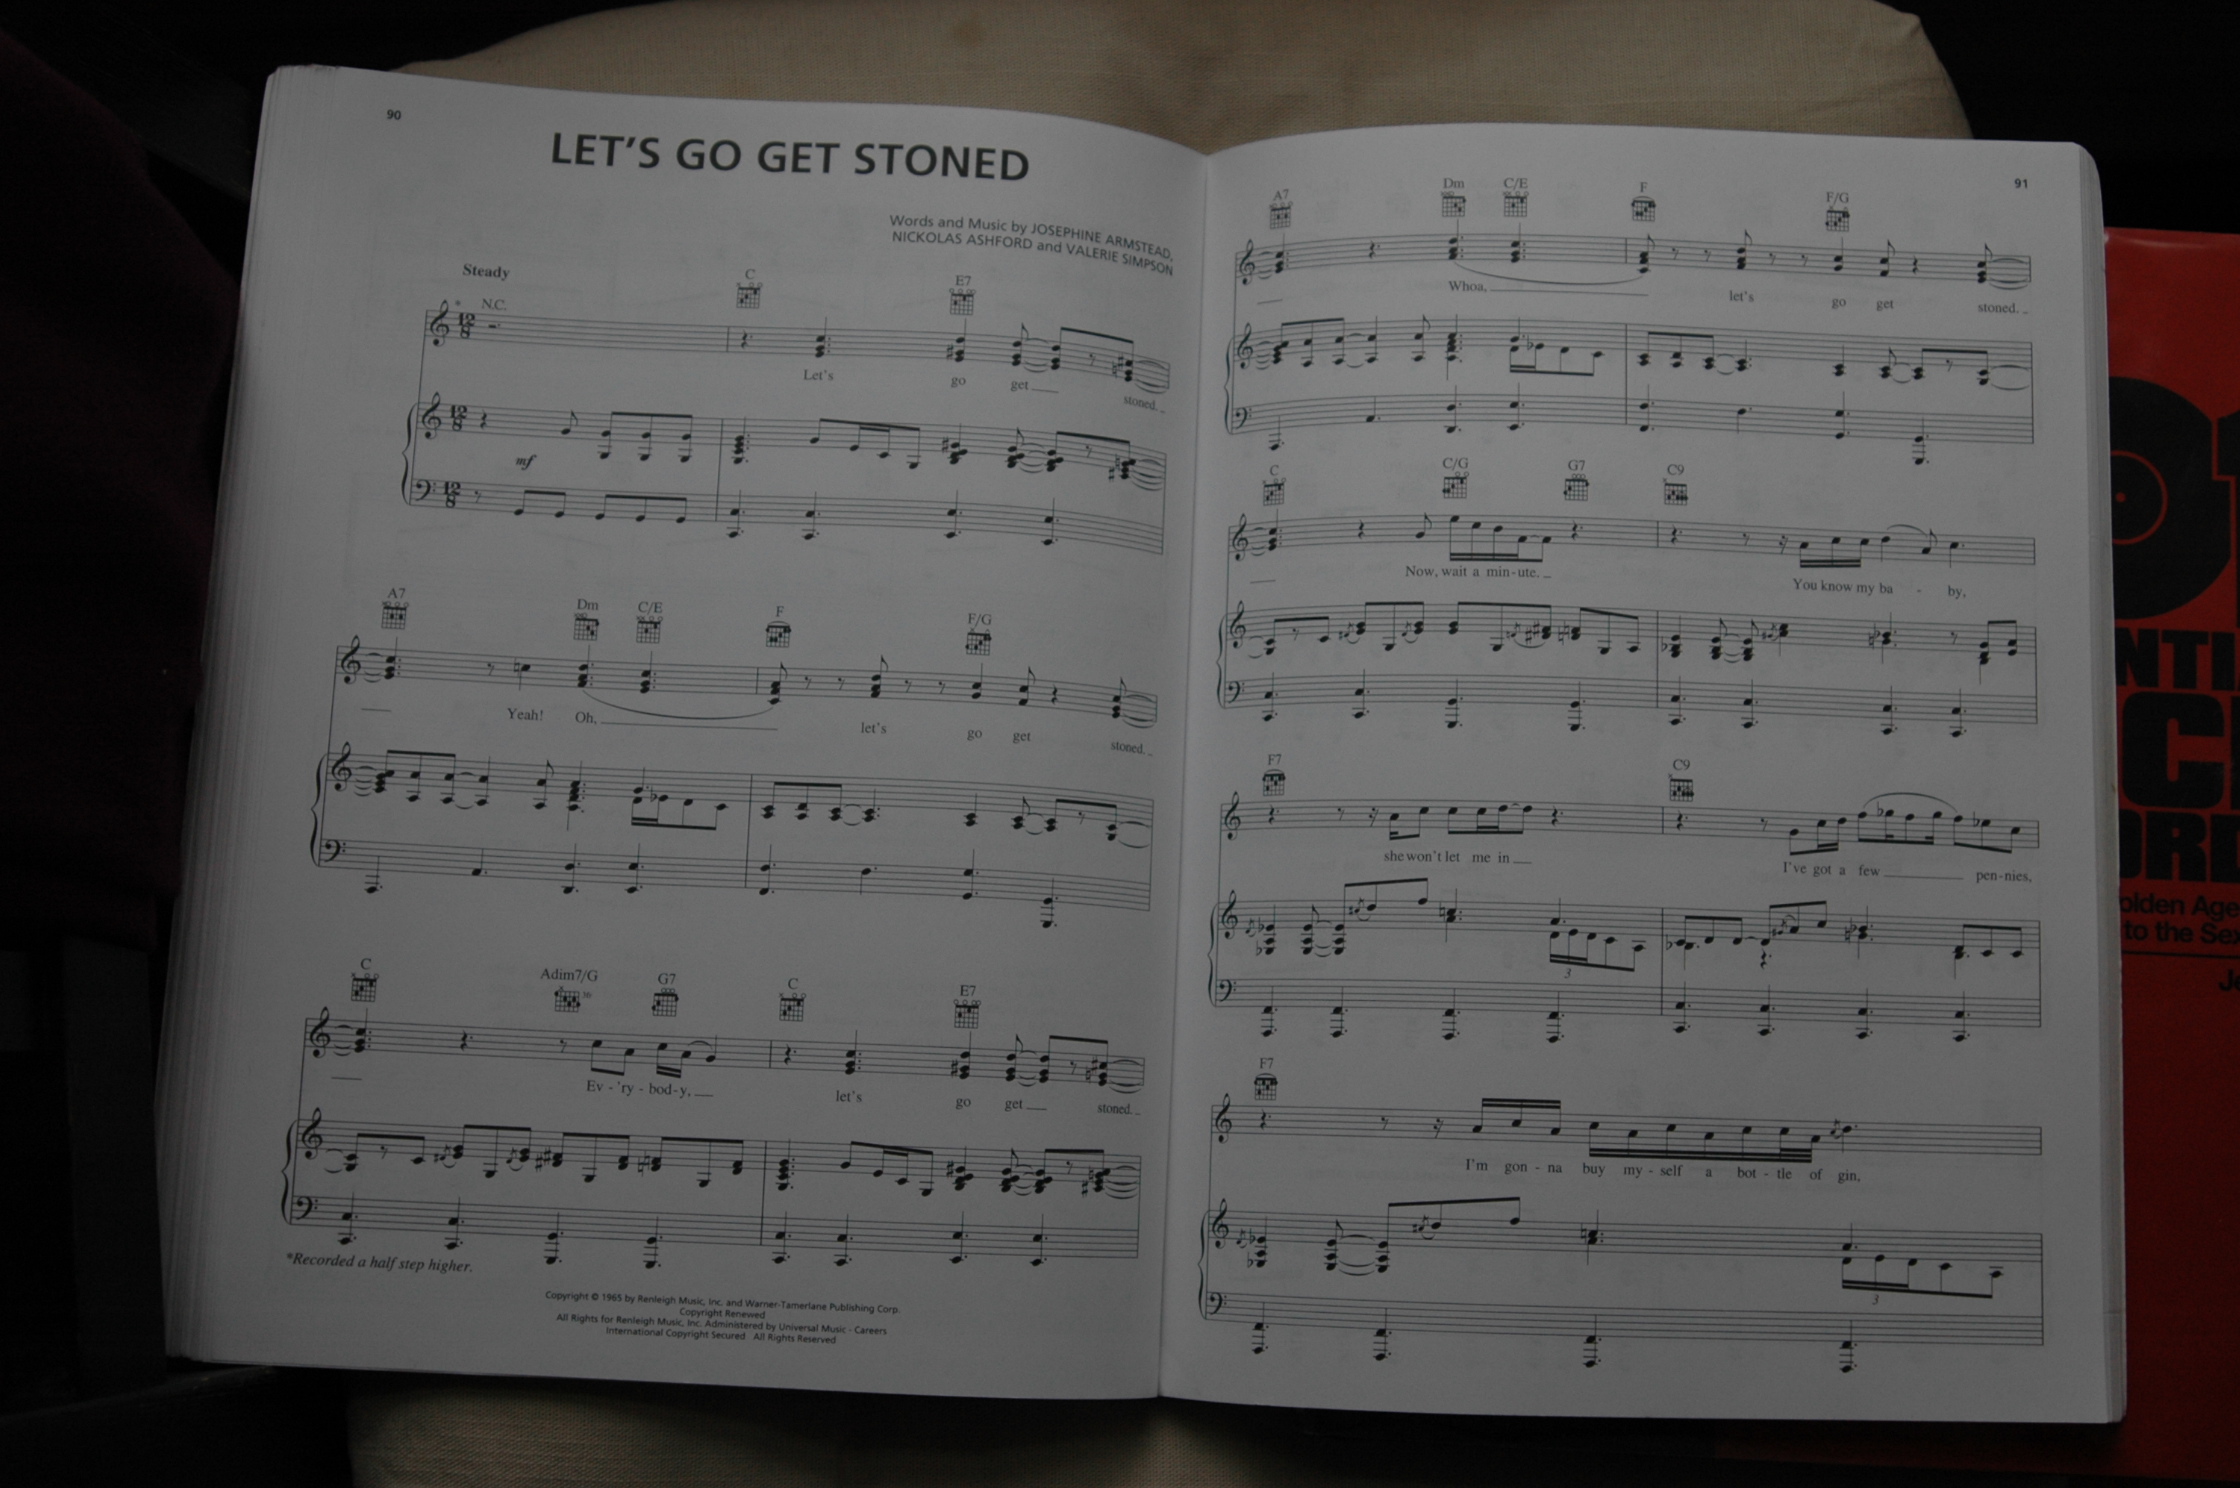 90
LET'S GO GET STONED
Words and Music by JOSEPHINE ARMSTEAD,
NICKOLAS ASHFORD and VALERIE SIMPSON
Steady
C E7
* N.C.
12 8
Let's go get stoned.
12 8
mf
12 8
A7 Dm C/E F F/G
Yeah! Oh, let's go get stoned.
C Adim7/G G7 C E7
Ev - 'ry - bod - y, let's go get stoned.
*Recorded a half step higher.
Copyright © 1965 by Renleigh Music, Inc. and Warner-Tamerlane Publishing Corp.
Copyright Renewed
All Rights for Renleigh Music, Inc. Administered by Universal Music - Careers
International Copyright Secured All Rights Reserved
91
A7 Dm C/E F F/G
Whoa, let's go get stoned.
C C/G G7 C9
Now, wait a min - ute. You know my ba - by,
F7 C9
she won't let me in I've got a few pen - nies,
3
F7
I'm gon - na buy my - self a bot - tle of gin,
3
olden Age
to the Sex